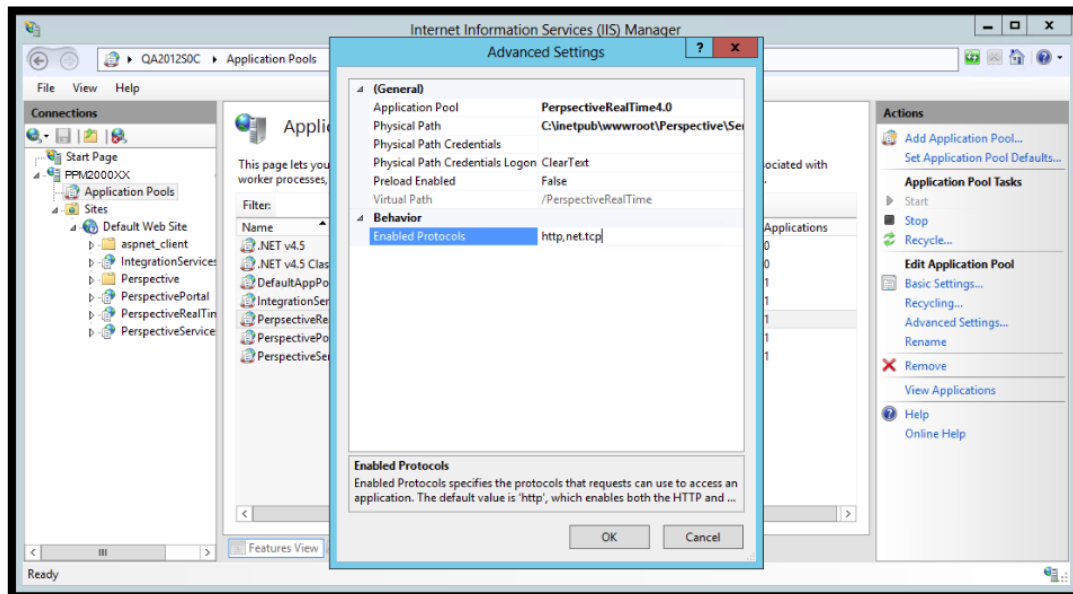 Internet Information Services (IIS) Manager
QA2012S0C Application Pools
File View Help
Connections
Start Page
PPM2000XX
Application Pools
Sites
Default Web Site
aspnet_client
IntegrationServices
Perspective
PerspectivePortal
PerspectiveRealTin
PerspectiveService
Applic
This page lets you
worker processes,
ociated with
Filter:
Name
Applications
.NET v4.5 0
.NET v4.5 Clas 0
DefaultAppPo 1
IntegrationSer 1
PerpsectiveRe 1
PerspectivePo 1
PerspectiveSer 1
Features View
Advanced Settings
? x
(General)
Application Pool PerpsectiveRealTime4.0
Physical Path C:\inetpub\wwwroot\Perspective\Ser
Physical Path Credentials
Physical Path Credentials Logon ClearText
Preload Enabled False
Virtual Path /PerspectiveRealTime
Behavior
Enabled Protocols http,net.tcp
Enabled Protocols
Enabled Protocols specifies the protocols that requests can use to access an
application. The default value is 'http', which enables both the HTTP and ...
OK Cancel
Actions
Add Application Pool...
Set Application Pool Defaults...
Application Pool Tasks
Start
Stop
Recycle...
Edit Application Pool
Basic Settings...
Recycling...
Advanced Settings...
Rename
Remove
View Applications
Help
Online Help
Ready